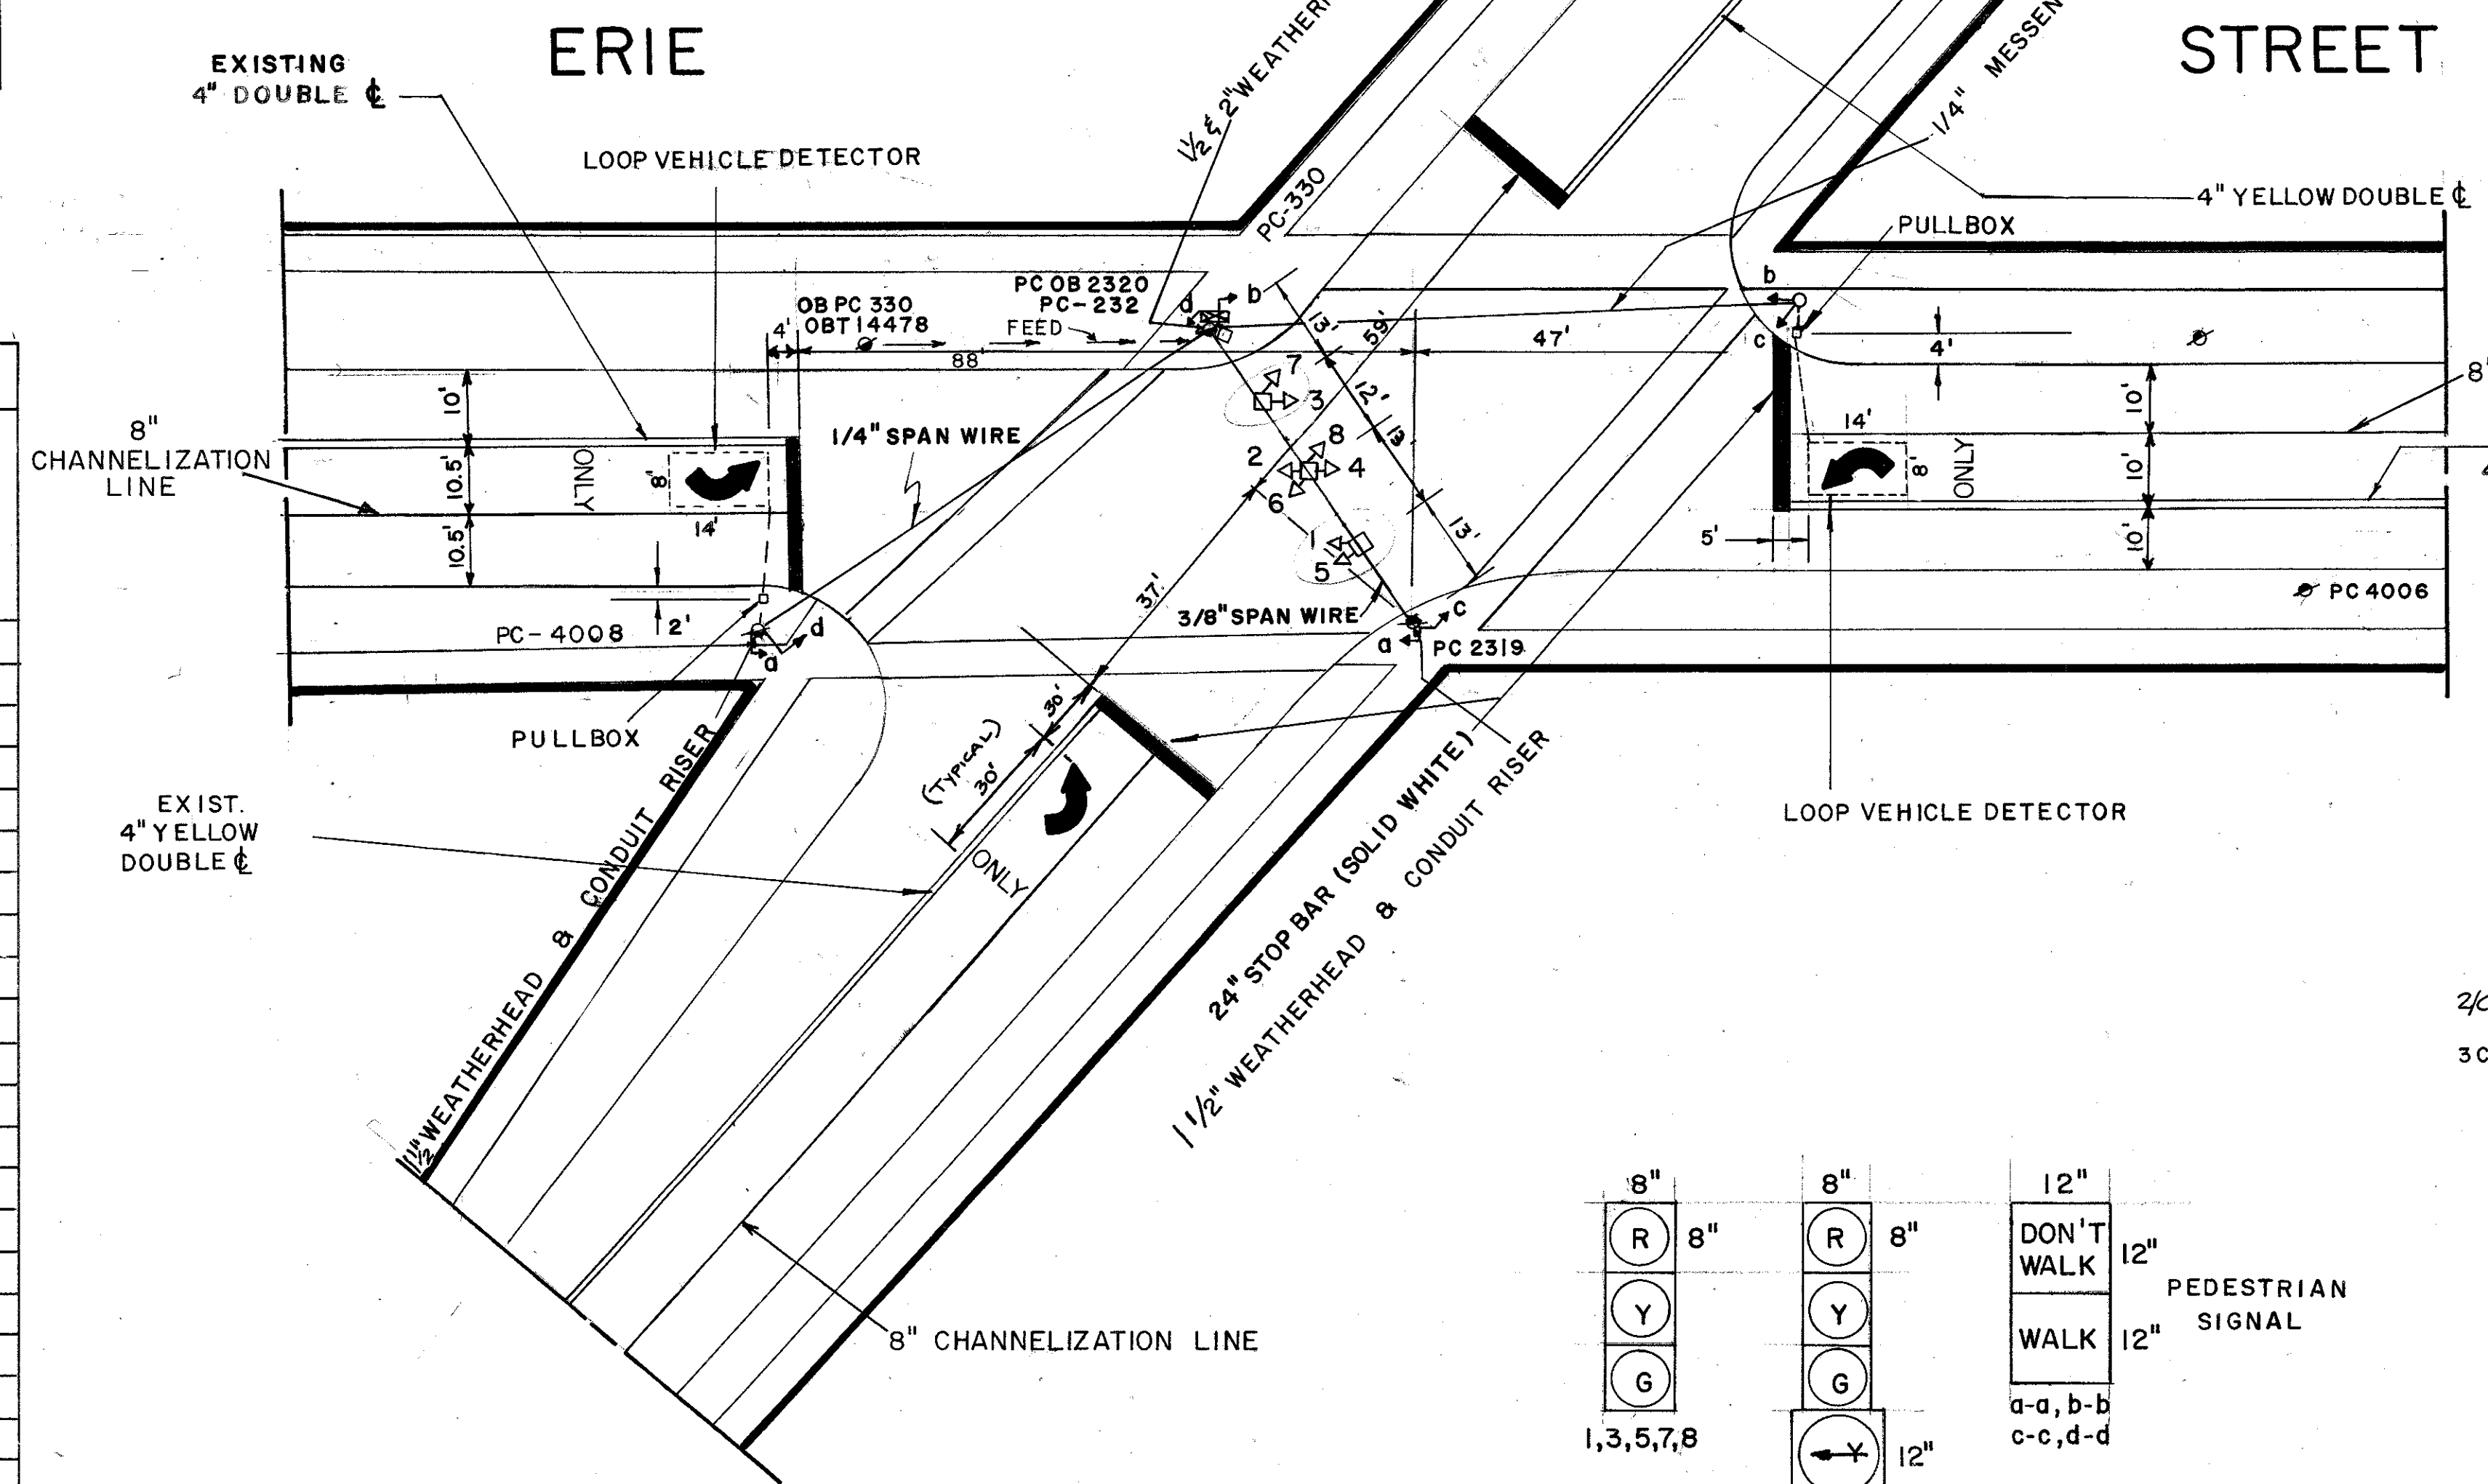 ERIE
STREET
EXISTING
4" DOUBLE ℄
LOOP VEHICLE DETECTOR
1½ & 2" WEATHER
1/4" MESSEN
4" YELLOW DOUBLE ℄
PULLBOX
PC-330
PC OB 2320
PC-232
OB PC 330
OBT 14478
FEED
4'
88'
47'
13'
59'
12'
13'
13'
d
b
b
c
4'
7
3
8
2
4
6
1
5
8"
CHANNELIZATION
LINE
10'
10.5'
10.5'
ONLY
8'
14'
1/4" SPAN WIRE
14'
8'
ONLY
10'
10'
10'
8'
4
5'
2'
PC-4008
d
a
37'
3/8" SPAN WIRE
c
a
PC 2319
PC 4006
PULLBOX
30'
(TYPICAL)
30'
ONLY
EXIST.
4" YELLOW
DOUBLE ℄
1½" WEATHERHEAD & CONDUIT RISER
24" STOP BAR (SOLID WHITE)
1 1/2" WEATHERHEAD & CONDUIT RISER
LOOP VEHICLE DETECTOR
3 C
8" CHANNELIZATION LINE
8"
8"
12"
R
8"
R
8"
DON'T
WALK
12"
Y
Y
PEDESTRIAN
SIGNAL
G
G
WALK
12"
1,3,5,7,8
a-a, b-b
c-c, d-d
Y
12"